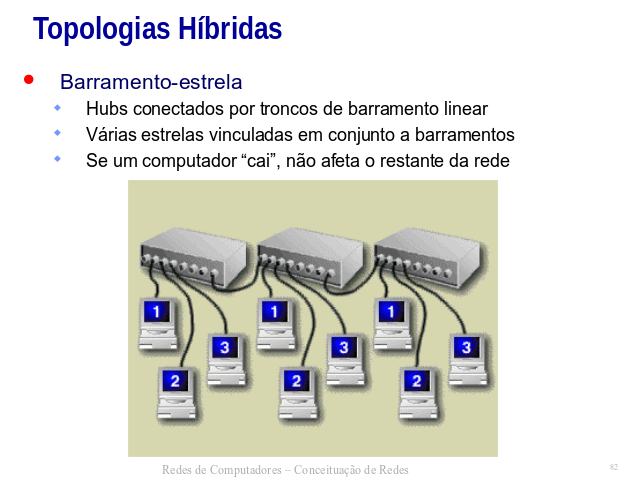 Topologias Híbridas
Barramento-estrela
Hubs conectados por troncos de barramento linear
Várias estrelas vinculadas em conjunto a barramentos
Se um computador “cai”, não afeta o restante da rede
1
1
1
3
3
3
2
2
2
Redes de Computadores – Conceituação de Redes
82